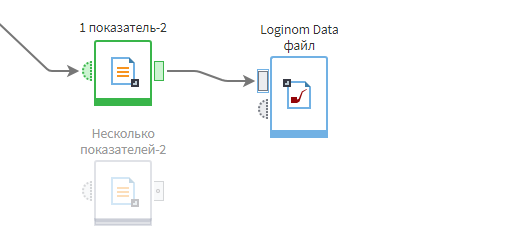 1 показатель-2
Loginom Data
файл
Несколько
показателей-2